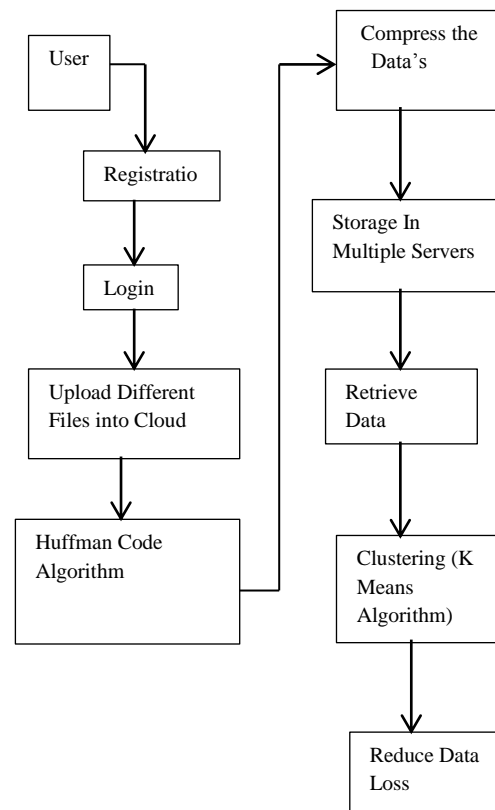 User
Registratio
Login
Upload Different
Files into Cloud
Huffman Code
Algorithm
Compress the
Data’s
Storage In
Multiple Servers
Retrieve
Data
Clustering (K
Means
Algorithm)
Reduce Data
Loss